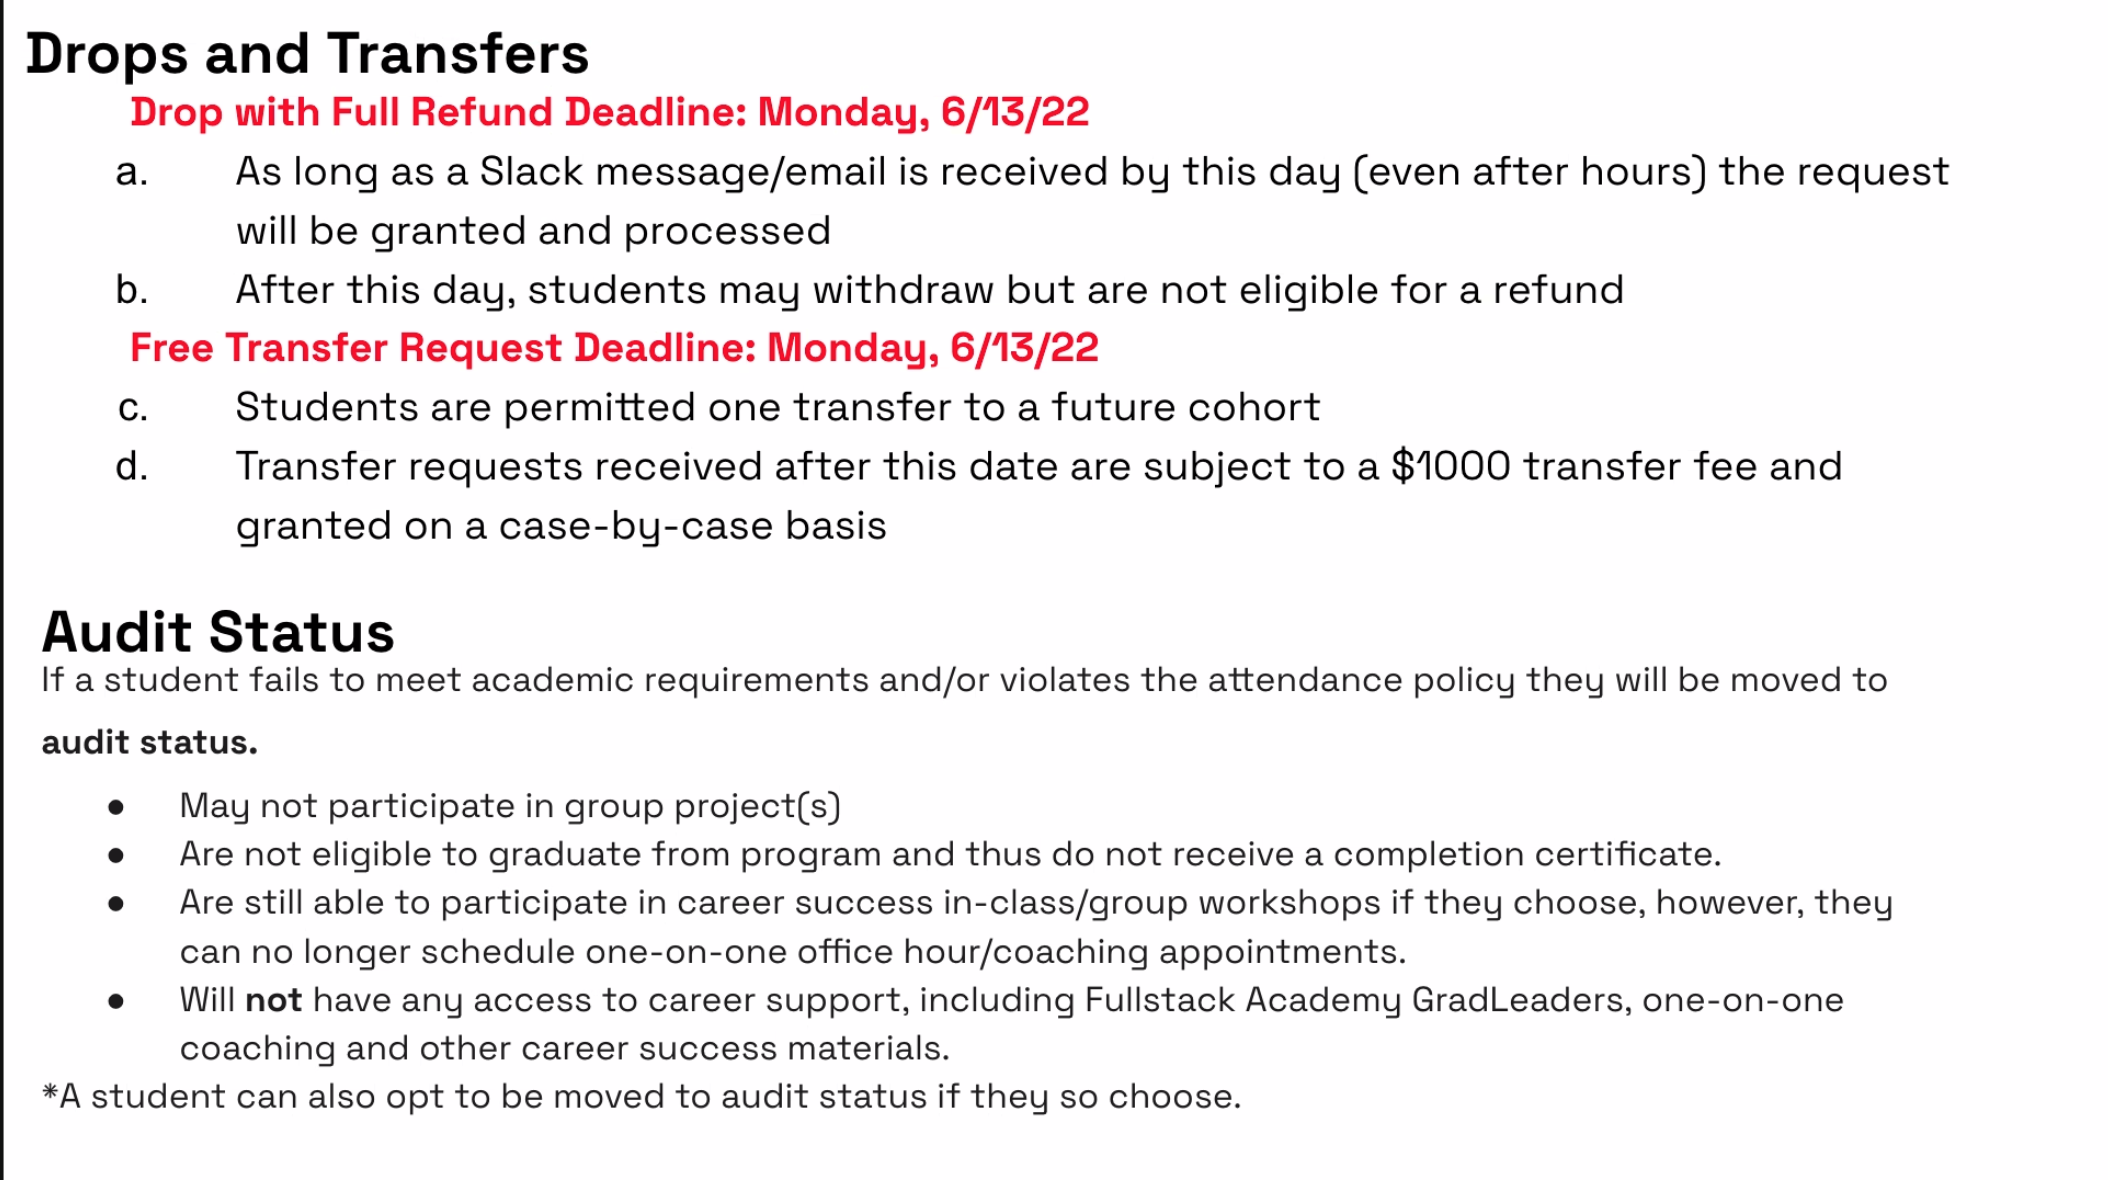 Drops and Transfers
Drop with Full Refund Deadline: Monday, 6/13/22
a. As long as a Slack message/email is received by this day (even after hours) the request
will be granted and processed
b. After this day, students may withdraw but are not eligible for a refund
Free Transfer Request Deadline: Monday, 6/13/22
c. Students are permitted one transfer to a future cohort
d. Transfer requests received after this date are subject to a $1000 transfer fee and
granted on a case-by-case basis
Audit Status
If a student fails to meet academic requirements and/or violates the attendance policy they will be moved to
audit status.
● May not participate in group project(s)
● Are not eligible to graduate from program and thus do not receive a completion certificate.
● Are still able to participate in career success in-class/group workshops if they choose, however, they
can no longer schedule one-on-one office hour/coaching appointments.
● Will not have any access to career support, including Fullstack Academy GradLeaders, one-on-one
coaching and other career success materials.
*A student can also opt to be moved to audit status if they so choose.